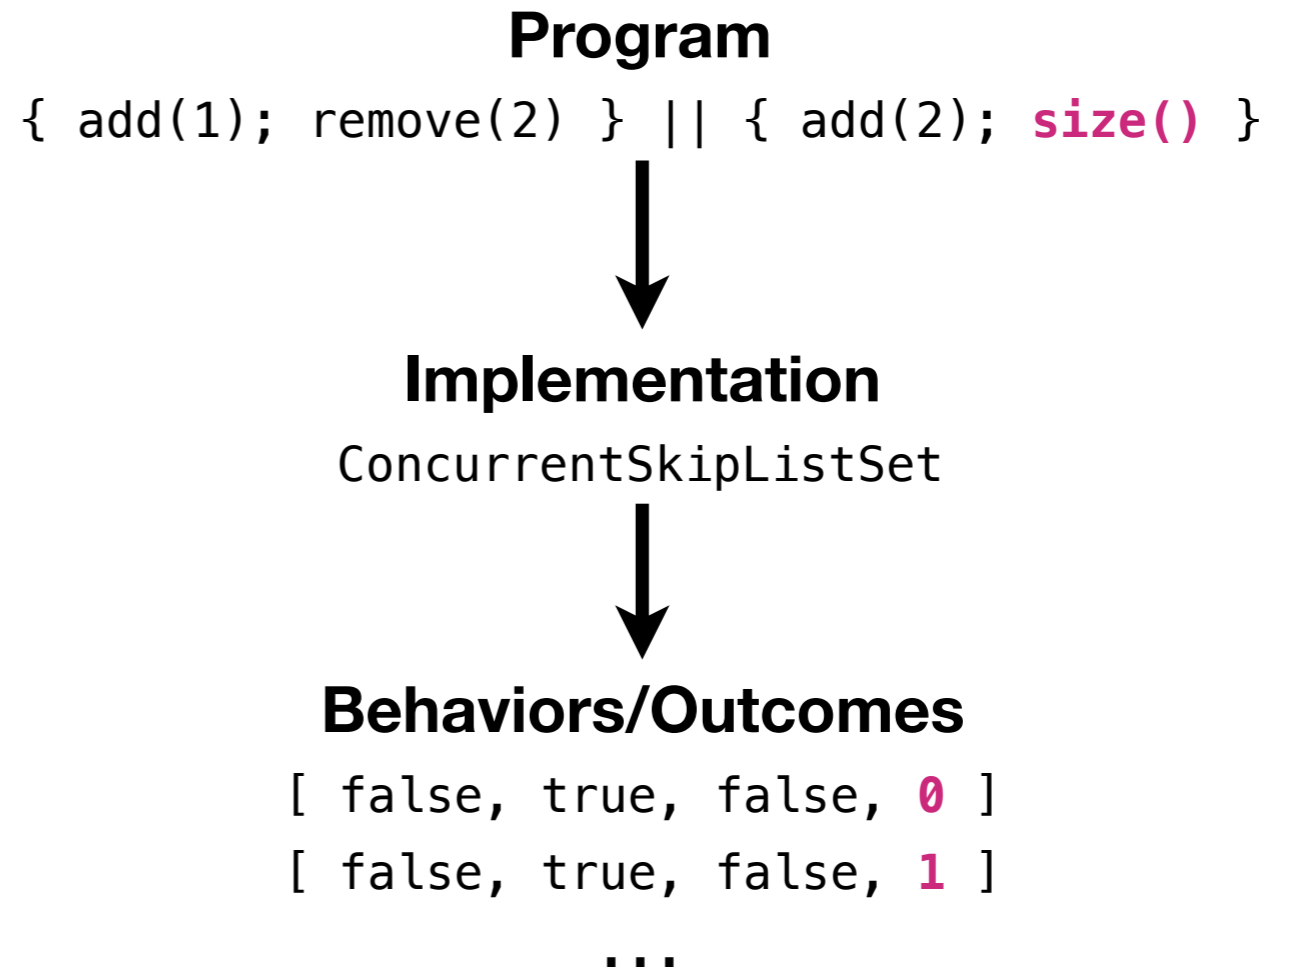 Program
{ add(1); remove(2) } || { add(2); size() }
Implementation
ConcurrentSkipListSet
Behaviors/Outcomes
[ false, true, false, 0 ]
[ false, true, false, 1 ]
...